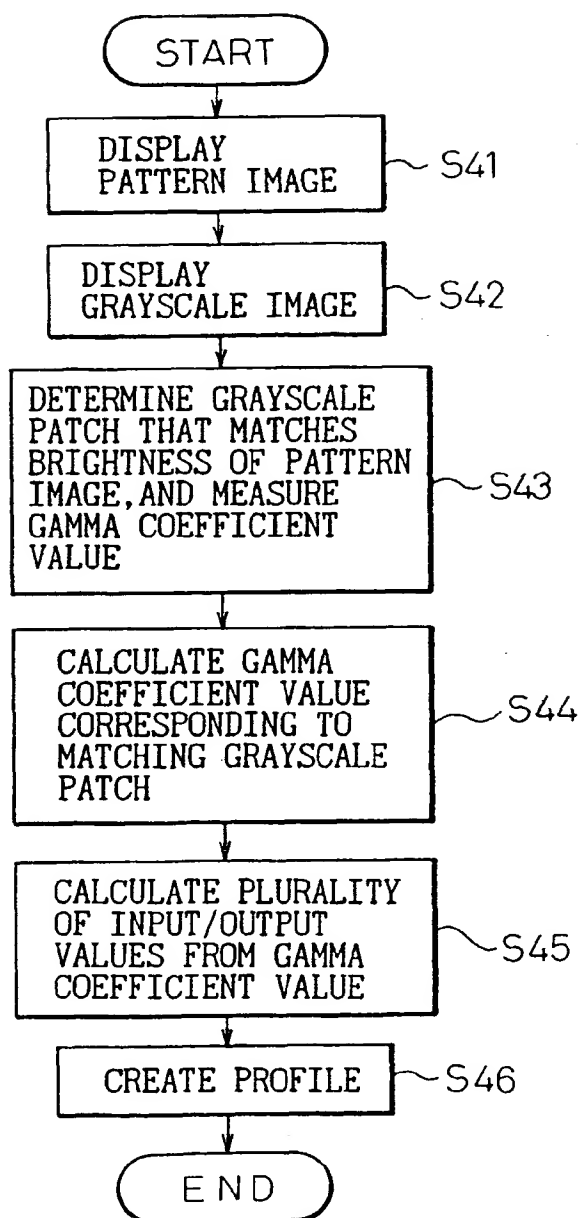 START
DISPLAY
PATTERN IMAGE
S41
DISPLAY
GRAYSCALE IMAGE
S42
DETERMINE GRAYSCALE
PATCH THAT MATCHES
BRIGHTNESS OF PATTERN
IMAGE,AND MEASURE
GAMMA COEFFICIENT
VALUE
S43
CALCULATE GAMMA
COEFFICIENT VALUE
CORRESPONDING TO
MATCHING GRAYSCALE
PATCH
S44
CALCULATE PLURALITY
OF INPUT/OUTPUT
VALUES FROM GAMMA
COEFFICIENT VALUE
S45
CREATE PROFILE
S46
END